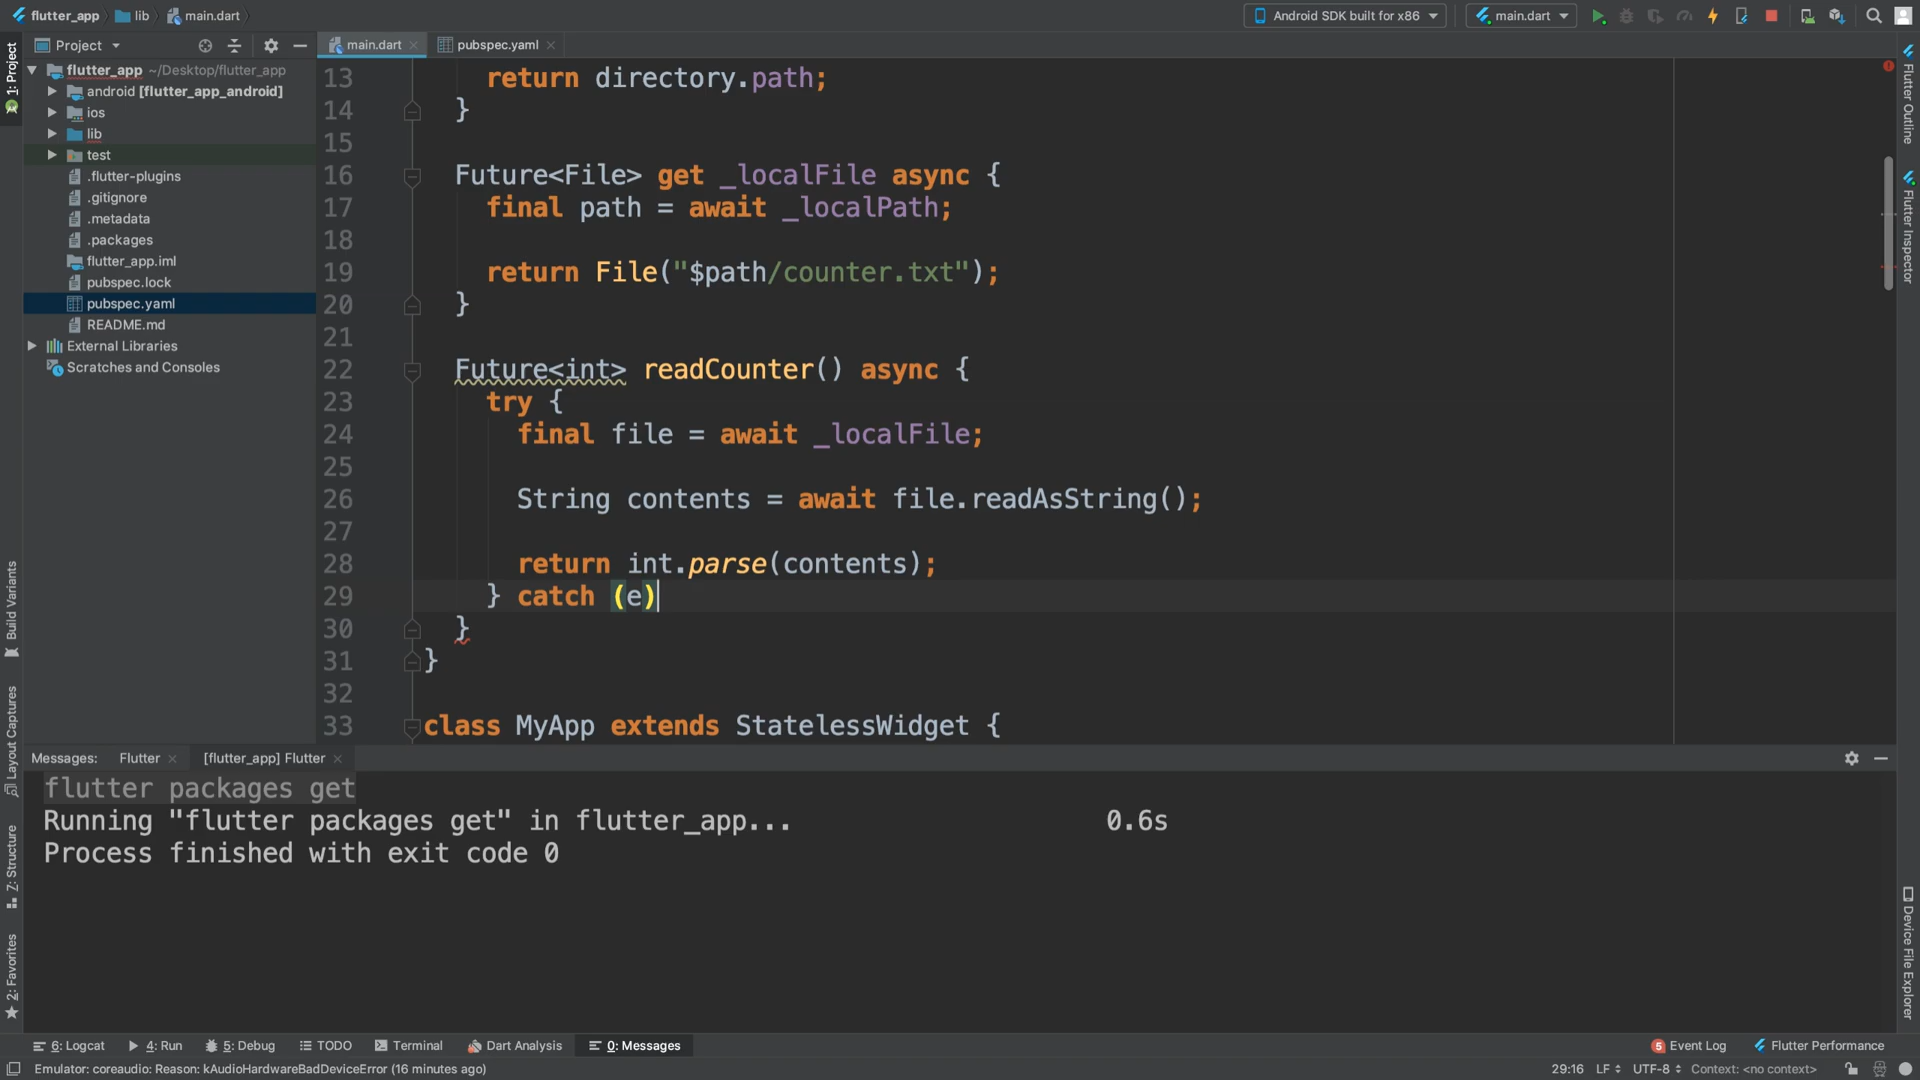 flutter_app
lib
main.dart
Android SDK built for x86
main.dart
1: Project
Project
main.dart
pubspec.yaml
flutter_app ~/Desktop/flutter_app
android [flutter_app_android]
ios
lib
test
.flutter-plugins
.gitignore
.metadata
.packages
flutter_app.iml
pubspec.lock
pubspec.yaml
README.md
External Libraries
Scratches and Consoles
13 return directory.path;
14 }
15
16 Future<File> get _localFile async {
17 final path = await _localPath;
18
19 return File("$path/counter.txt");
20 }
21
22 Future<int> readCounter() async {
23 try {
24 final file = await _localFile;
25
26 String contents = await file.readAsString();
27
28 return int.parse(contents);
29 } catch (e)
30 }
31 }
32
33 class MyApp extends StatelessWidget {
Flutter Outline
Flutter Inspector
Build Variants
Layout Captures
Z: Structure
2: Favorites
Device File Explorer
Messages: Flutter [flutter_app] Flutter
flutter packages get
Running "flutter packages get" in flutter_app... 0.6s
Process finished with exit code 0
6: Logcat 4: Run 5: Debug TODO Terminal Dart Analysis 0: Messages 5 Event Log Flutter Performance
Emulator: coreaudio: Reason: kAudioHardwareBadDeviceError (16 minutes ago) 29:16 LF UTF-8 Context: <no context>